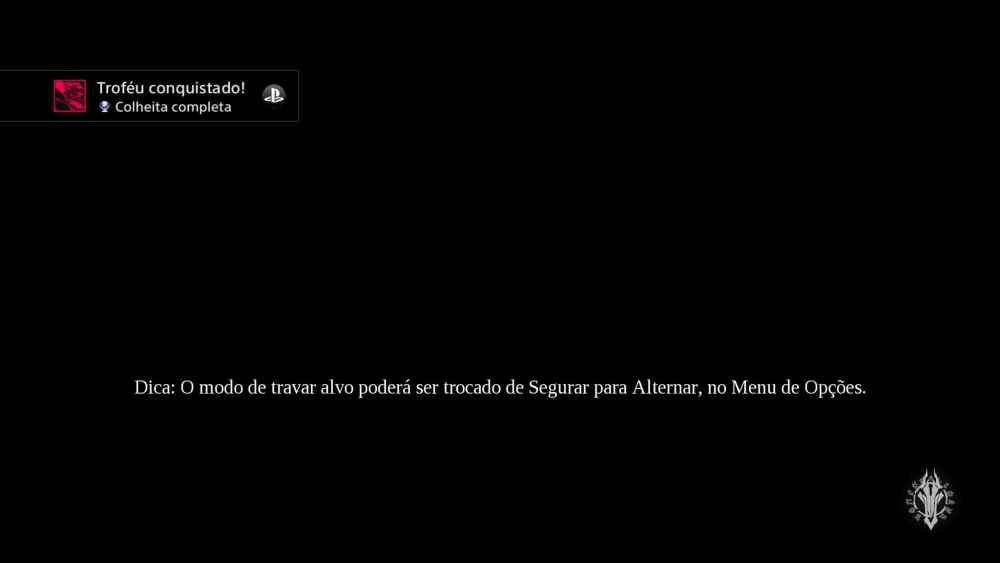 Troféu conquistado!
Colheita completa
Dica: O modo de travar alvo poderá ser trocado de Segurar para Alternar, no Menu de Opções.